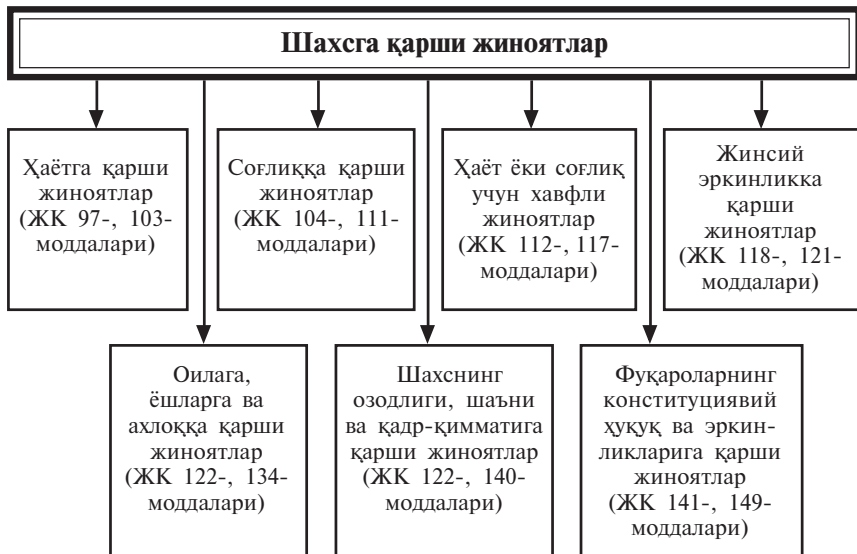 Шахсга қарши жиноятлар
Ҳаётга қарши
жиноятлар
(ЖК 97-, 103-
моддалари)
Соғлиққа қарши
жиноятлар
(ЖК 104-, 111-
моддалари)
Ҳаёт ёки соғлиқ
учун хавфли
жиноятлар
(ЖК 112-, 117-
моддалари)
Жинсий
эркинликка
қарши
жиноятлар
(ЖК 118-, 121-
моддалари)
Оилага,
ёшларга ва
ахлоққа қарши
жиноятлар
(ЖК 122-, 134-
моддалари)
Шахснинг
озодлиги, шаъни
ва қадр-қимматига
қарши жиноятлар
(ЖК 122-, 140-
моддалари)
Фуқароларнинг
конституциявий
ҳуқуқ ва эркин-
ликларига қарши
жиноятлар
(ЖК 141-, 149-
моддалари)